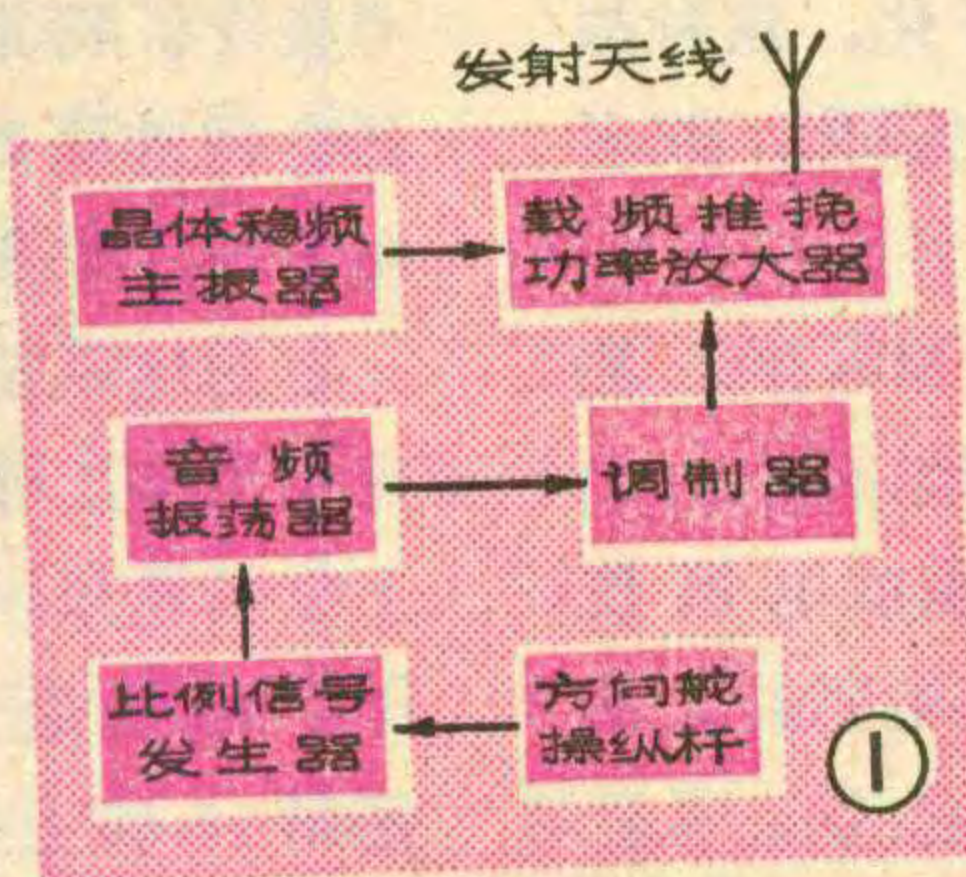 发射天线
晶体稳频
主振器
载频推挽
功率放大器
音频
振荡器
调制器
比例信号
发生器
方向舵
操纵杆
①